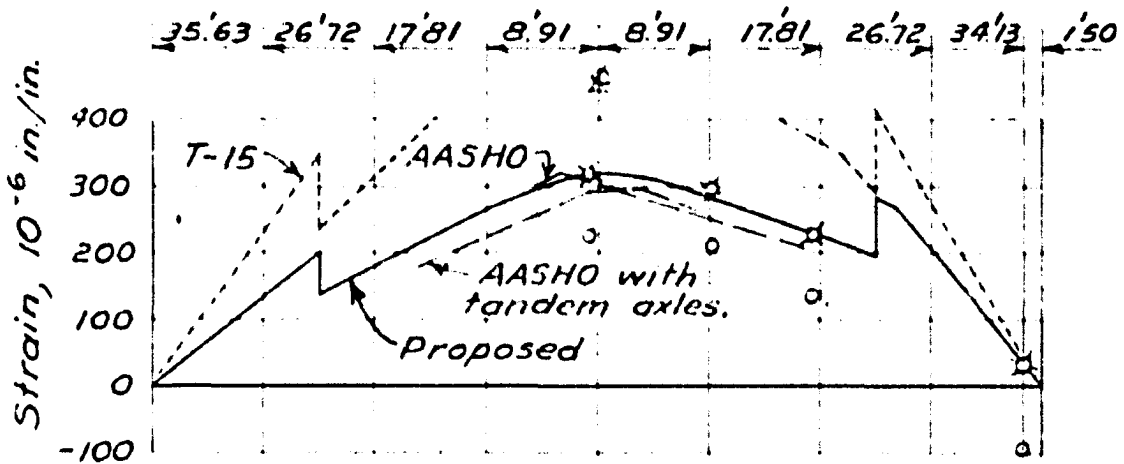 35.'63 26.'72 17.'81 8.'91 8.'91 17.'81 26.'72 34.'13 1.'50
Strain, 10⁻⁶ in./in.
400
300
200
100
0
-100
T-15
AASHO
AASHO with
tandem axles.
Proposed